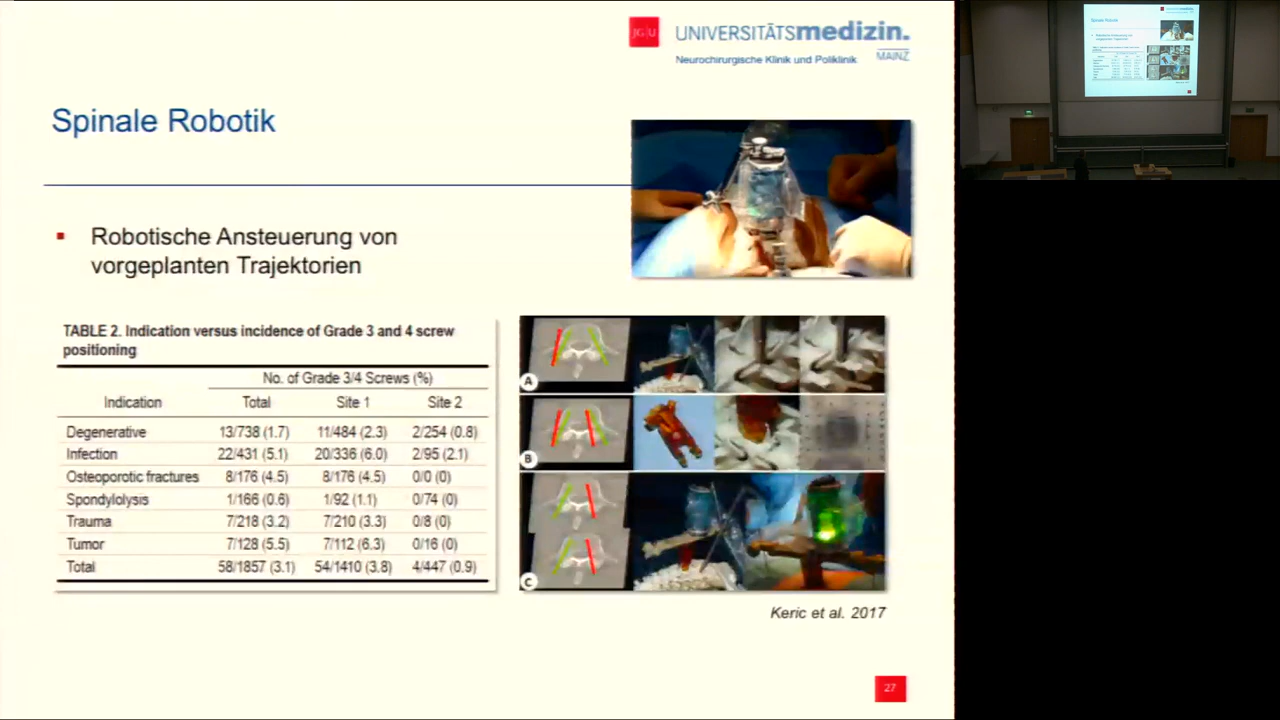 JG|U
UNIVERSITÄTSmedizin.
MAINZ
Neurochirurgische Klinik und Poliklinik
Spinale Robotik
Robotische Ansteuerung von
vorgeplanten Trajektorien
TABLE 2. Indication versus incidence of Grade 3 and 4 screw
positioning
No. of Grade 3/4 Screws (%)
Indication Total Site 1 Site 2
Degenerative 13/738 (1.7) 11/484 (2.3) 2/254 (0.8)
Infection 22/431 (5.1) 20/336 (6.0) 2/95 (2.1)
Osteoporotic fractures 8/176 (4.5) 8/176 (4.5) 0/0 (0)
Spondylolysis 1/166 (0.6) 1/92 (1.1) 0/74 (0)
Trauma 7/218 (3.2) 7/210 (3.3) 0/8 (0)
Tumor 7/128 (5.5) 7/112 (6.3) 0/16 (0)
Total 58/1857 (3.1) 54/1410 (3.8) 4/447 (0.9)
A
B
C
Keric et al. 2017
27
Spinale Robotik